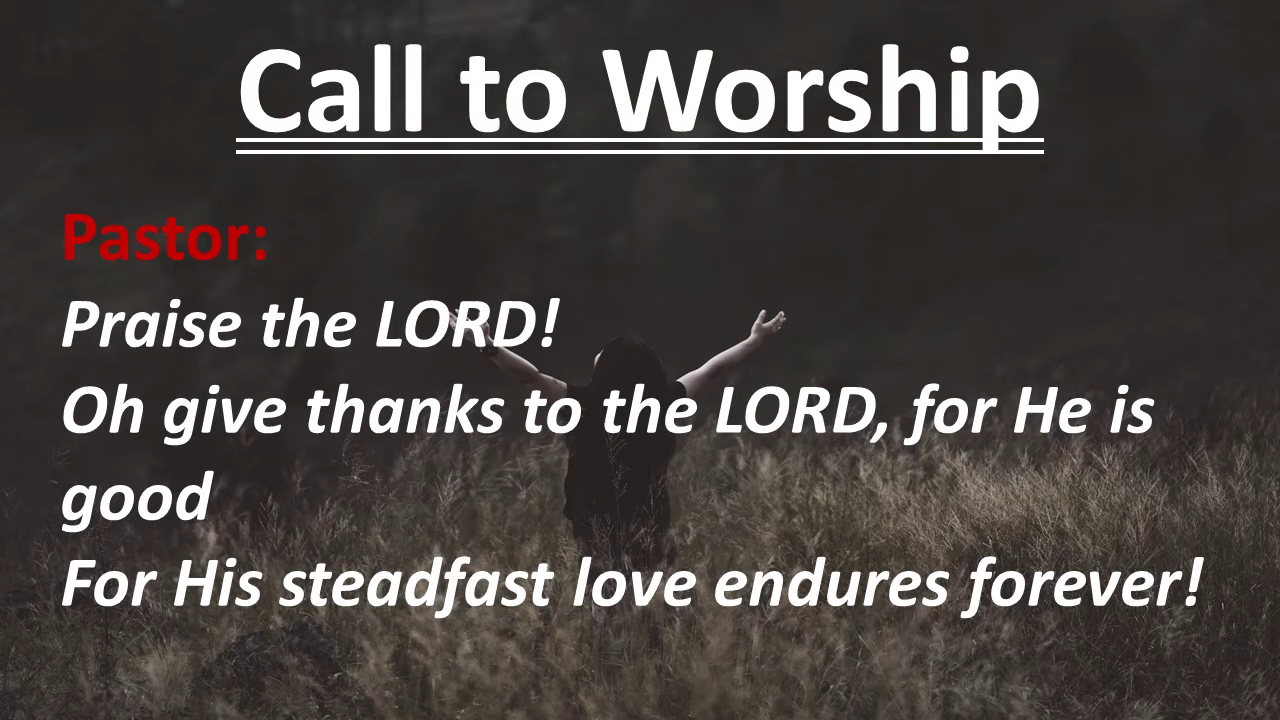 Call to Worship
Pastor:
Praise the LORD!
Oh give thanks to the LORD, for He is
good
For His steadfast love endures forever!